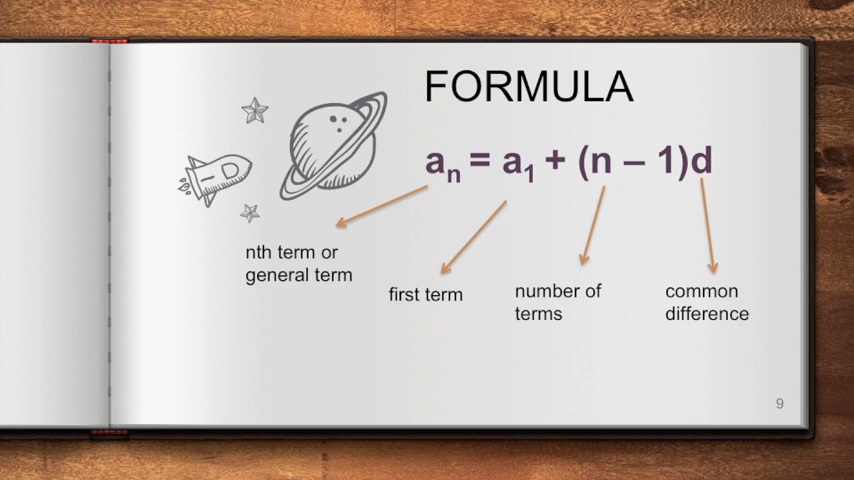 FORMULA
aₙ = a₁ + (n – 1)d
nth term or
general term
first term
number of
terms
common
difference
9